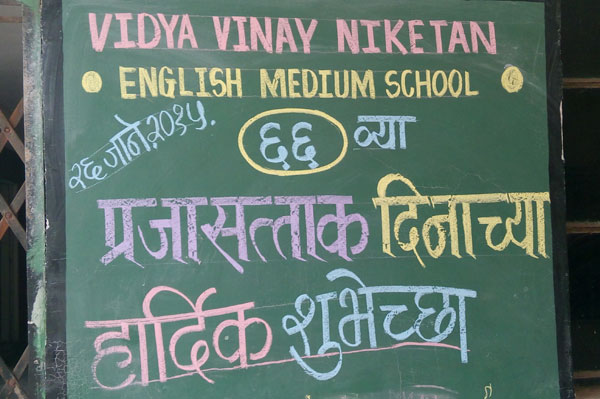 VIDYA VINAY NIKETAN
ENGLISH MEDIUM SCHOOL
२६ जाने. २०१५.
६६ व्या
प्रजासत्ताक दिनाच्या
हार्दिक शुभेच्छा